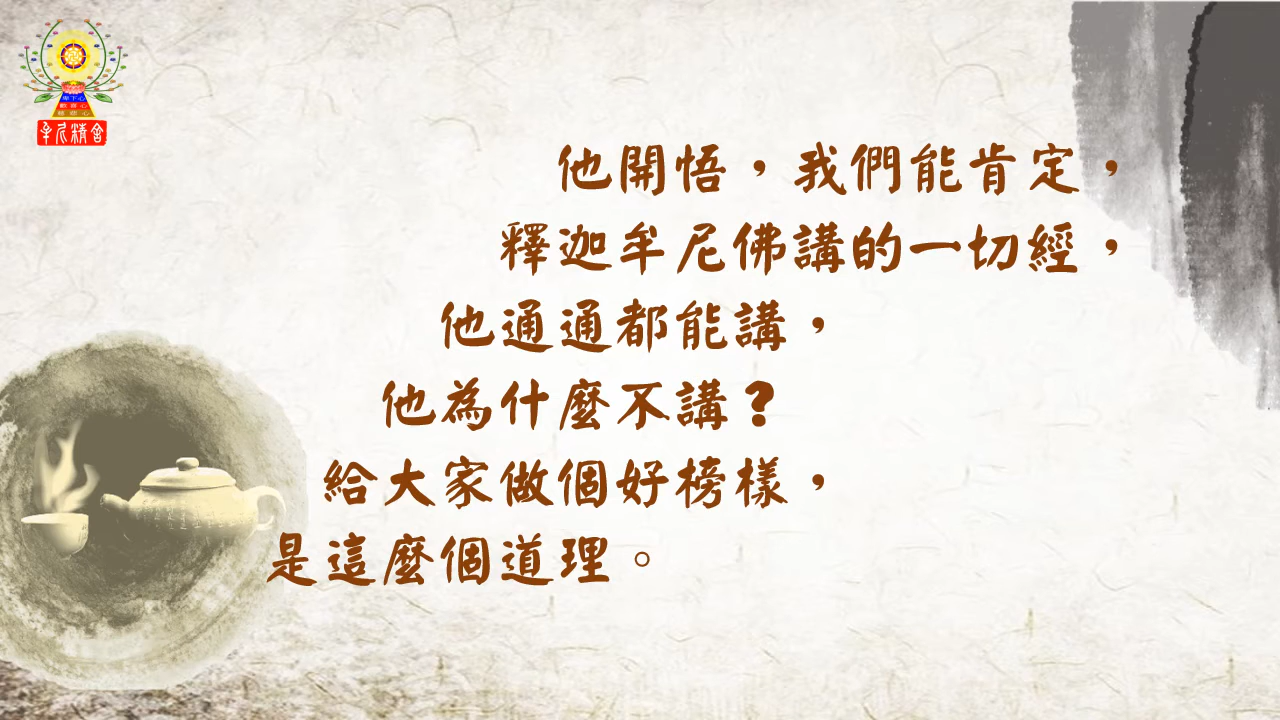 他開悟，我們能肯定，
釋迦牟尼佛講的一切經，
他通通都能講，
他為什麼不講？
給大家做個好榜樣，
是這麼個道理。